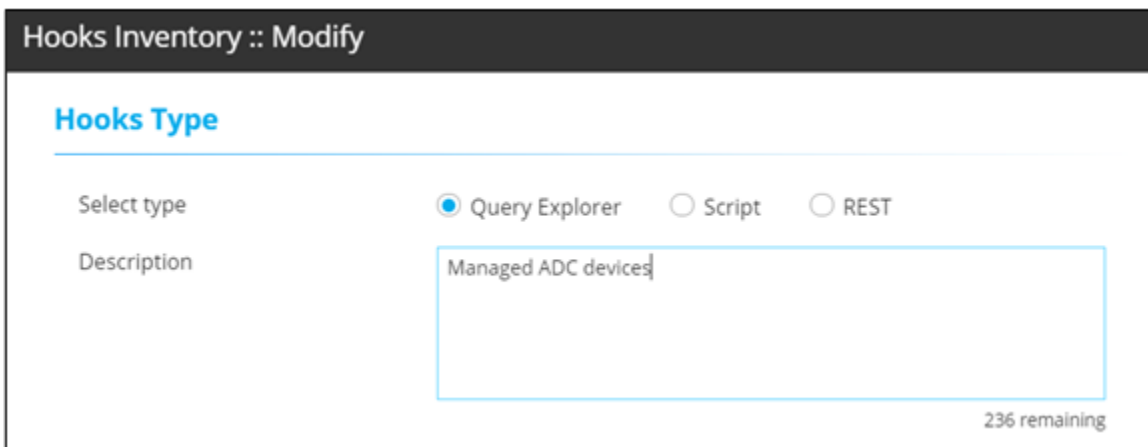 Hooks Inventory :: Modify
Hooks Type
Select type Query Explorer Script REST
Description Managed ADC devices
236 remaining